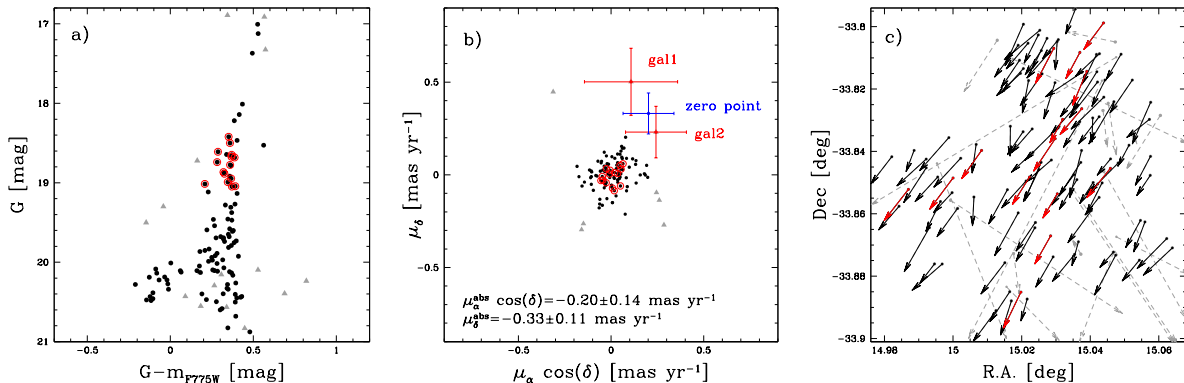 a)
17
18
19
20
21
G [mag]
−0.5
0
0.5
1
G−m_F775W [mag]
b)
gal1
zero point
gal2
0.5
0
−0.5
μ_δ [mas yr⁻¹]
μ_α^abs cos(δ)=−0.20±0.14 mas yr⁻¹
μ_δ^abs=−0.33±0.11 mas yr⁻¹
−0.5
0
0.5
μ_α cos(δ) [mas yr⁻¹]
c)
−33.8
−33.82
−33.84
−33.86
−33.88
−33.9
Dec [deg]
14.98
15
15.02
15.04
15.06
R.A. [deg]